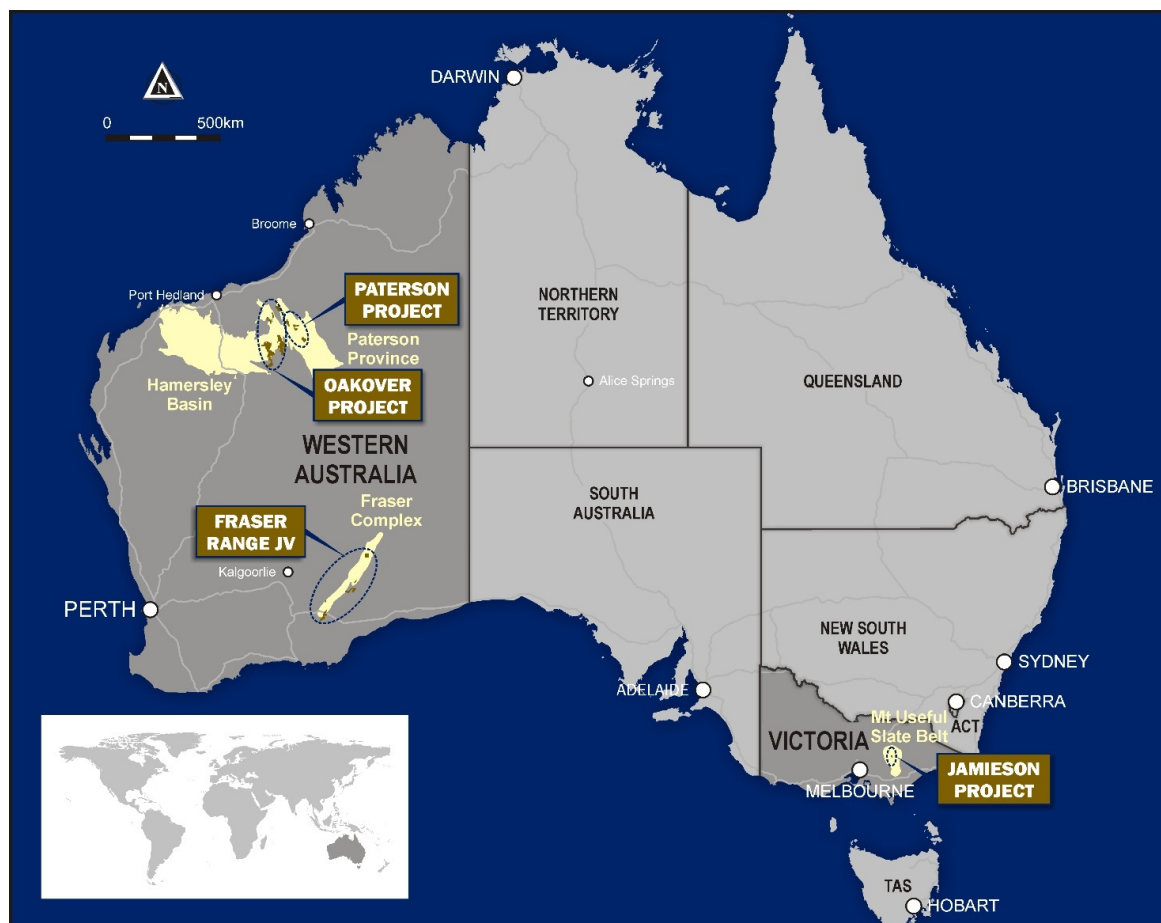 DARWIN
N
0 500km
Broome
Port Hedland
PATERSON
PROJECT
NORTHERN
TERRITORY
Paterson
Province
Hamersley
Basin
OAKOVER
PROJECT
Alice Springs
QUEENSLAND
WESTERN
AUSTRALIA
BRISBANE
SOUTH
AUSTRALIA
Fraser
Complex
FRASER
RANGE JV
Kalgoorlie
PERTH
NEW SOUTH
WALES
SYDNEY
ADELAIDE
CANBERRA
ACT
Mt Useful
Slate Belt
VICTORIA
MELBOURNE
JAMIESON
PROJECT
TAS
HOBART